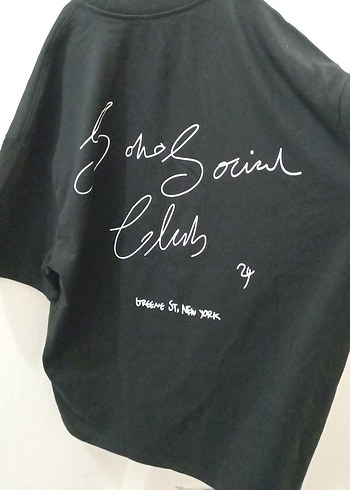 Soho Social
Club
24
GREENE ST, NEW YORK